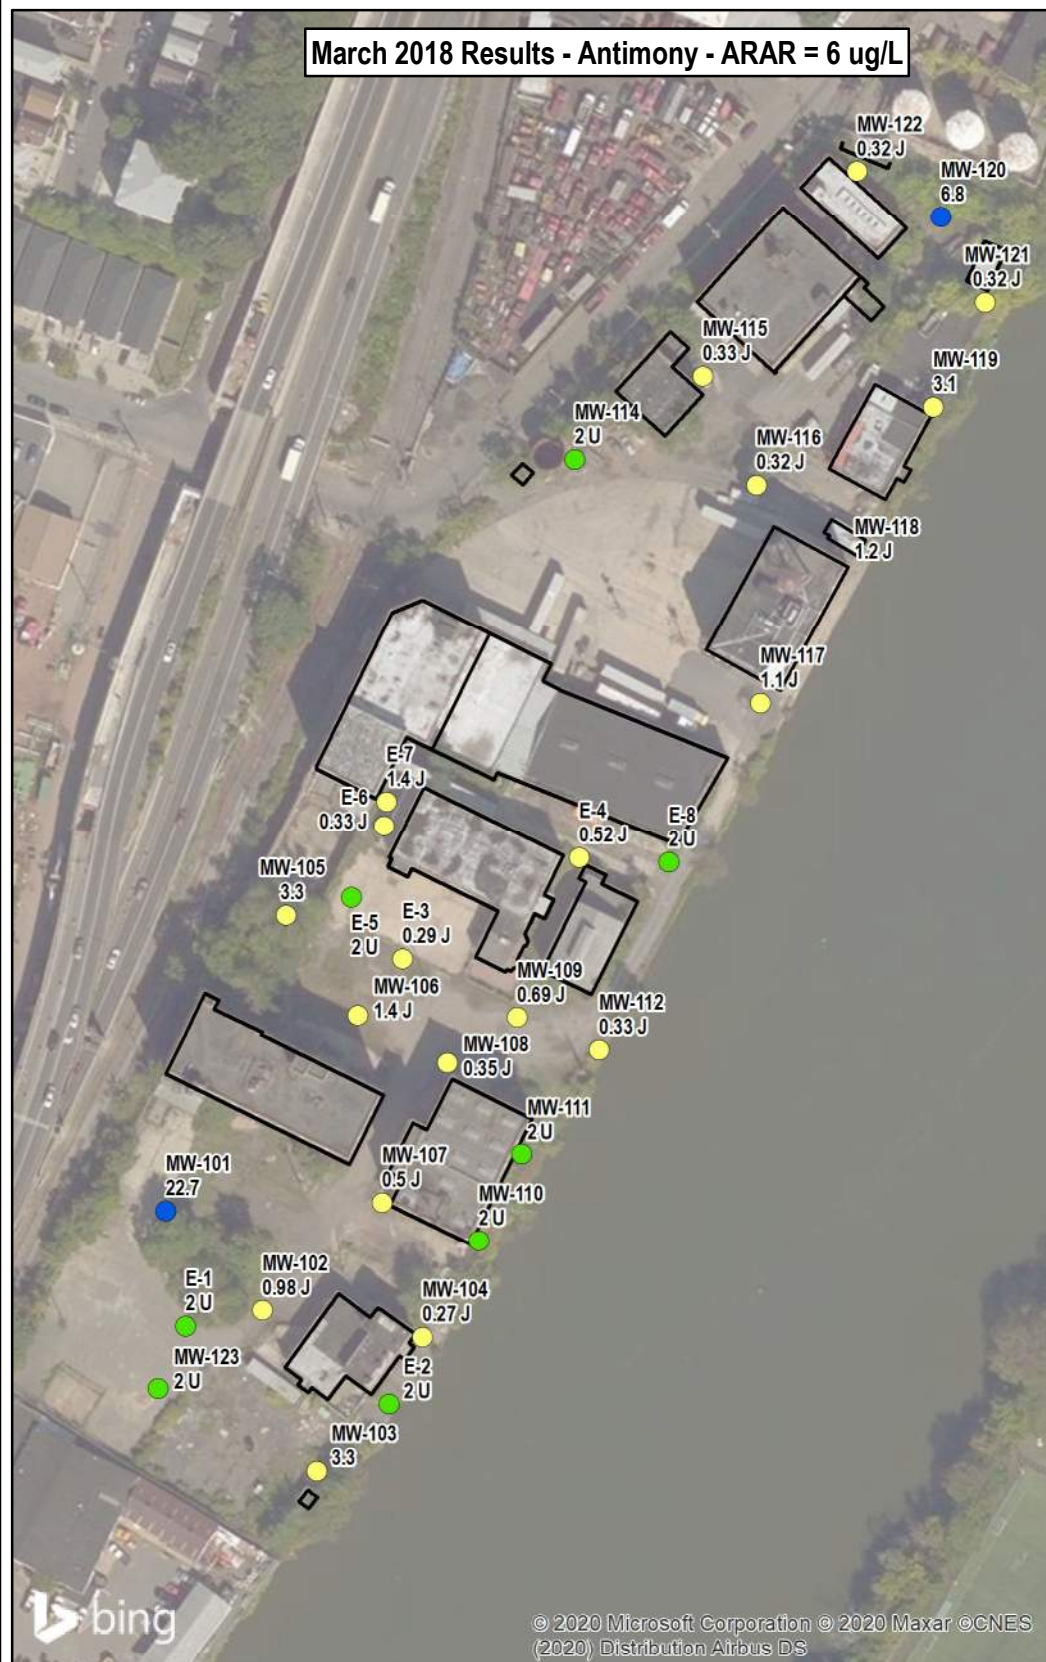 March 2018 Results - Antimony - ARAR = 6 ug/L
MW-122
0.32 J
MW-120
6.8
MW-121
0.32 J
MW-115
0.33 J
MW-119
3.1
MW-114
2 U
MW-116
0.32 J
MW-118
1.2 J
MW-117
1.1 J
E-7
1.4 J
E-6
0.33 J
E-4
0.52 J
E-8
2 U
MW-105
3.3
E-5
2 U
E-3
0.29 J
MW-109
0.69 J
MW-106
1.4 J
MW-112
0.33 J
MW-108
0.35 J
MW-111
2 U
MW-107
0.5 J
MW-101
22.7
MW-110
2 U
MW-102
0.98 J
E-1
2 U
MW-104
0.27 J
MW-123
2 U
E-2
2 U
MW-103
3.3
bing
© 2020 Microsoft Corporation © 2020 Maxar ©CNES
(2020) Distribution Airbus DS